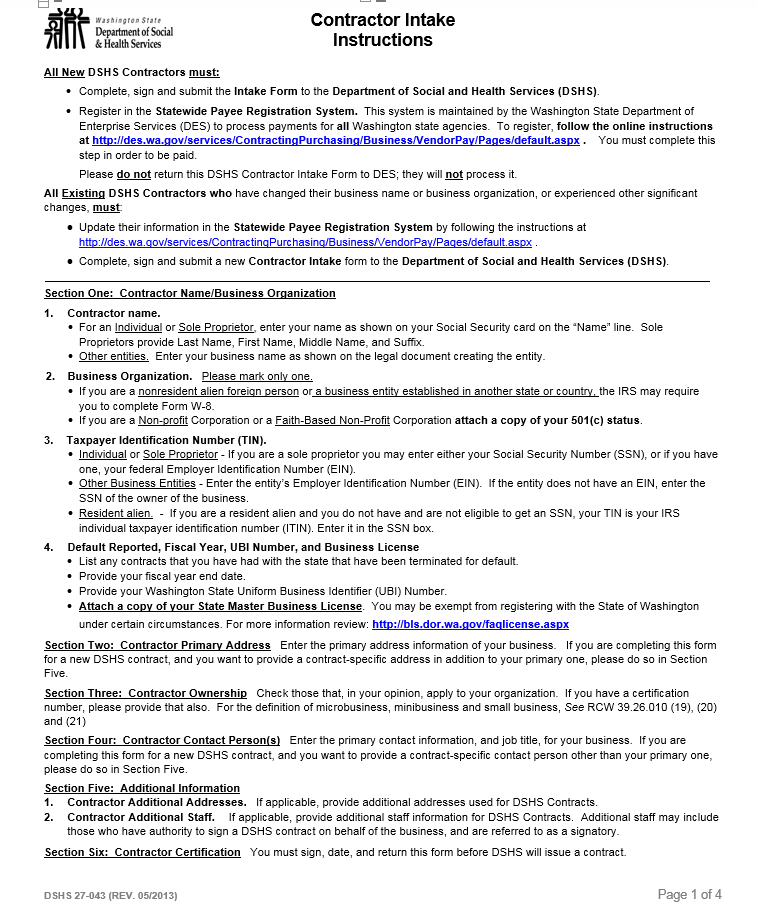 Washington State
Department of Social
& Health Services
Contractor Intake
Instructions
All New DSHS Contractors must:
• Complete, sign and submit the Intake Form to the Department of Social and Health Services (DSHS).
• Register in the Statewide Payee Registration System. This system is maintained by the Washington State Department of
Enterprise Services (DES) to process payments for all Washington state agencies. To register, follow the online instructions
at http://des.wa.gov/services/ContractingPurchasing/Business/VendorPay/Pages/default.aspx . You must complete this
step in order to be paid.
Please do not return this DSHS Contractor Intake Form to DES; they will not process it.
All Existing DSHS Contractors who have changed their business name or business organization, or experienced other significant
changes, must:
• Update their information in the Statewide Payee Registration System by following the instructions at
http://des.wa.gov/services/ContractingPurchasing/Business/VendorPay/Pages/default.aspx .
• Complete, sign and submit a new Contractor Intake form to the Department of Social and Health Services (DSHS).
Section One: Contractor Name/Business Organization
1. Contractor name.
• For an Individual or Sole Proprietor, enter your name as shown on your Social Security card on the “Name” line. Sole
Proprietors provide Last Name, First Name, Middle Name, and Suffix.
• Other entities. Enter your business name as shown on the legal document creating the entity.
2. Business Organization. Please mark only one.
• If you are a nonresident alien foreign person or a business entity established in another state or country, the IRS may require
you to complete Form W-8.
• If you are a Non-profit Corporation or a Faith-Based Non-Profit Corporation attach a copy of your 501(c) status.
3. Taxpayer Identification Number (TIN).
• Individual or Sole Proprietor - If you are a sole proprietor you may enter either your Social Security Number (SSN), or if you have
one, your federal Employer Identification Number (EIN).
• Other Business Entities - Enter the entity’s Employer Identification Number (EIN). If the entity does not have an EIN, enter the
SSN of the owner of the business.
• Resident alien. - If you are a resident alien and you do not have and are not eligible to get an SSN, your TIN is your IRS
individual taxpayer identification number (ITIN). Enter it in the SSN box.
4. Default Reported, Fiscal Year, UBI Number, and Business License
• List any contracts that you have had with the state that have been terminated for default.
• Provide your fiscal year end date.
• Provide your Washington State Uniform Business Identifier (UBI) Number.
• Attach a copy of your State Master Business License. You may be exempt from registering with the State of Washington
under certain circumstances. For more information review: http://bls.dor.wa.gov/faqlicense.aspx
Section Two: Contractor Primary Address Enter the primary address information of your business. If you are completing this form
for a new DSHS contract, and you want to provide a contract-specific address in addition to your primary one, please do so in Section
Five.
Section Three: Contractor Ownership Check those that, in your opinion, apply to your organization. If you have a certification
number, please provide that also. For the definition of microbusiness, minibusiness and small business, See RCW 39.26.010 (19), (20)
and (21)
Section Four: Contractor Contact Person(s) Enter the primary contact information, and job title, for your business. If you are
completing this form for a new DSHS contract, and you want to provide a contract-specific contact person other than your primary one,
please do so in Section Five.
Section Five: Additional Information
1. Contractor Additional Addresses. If applicable, provide additional addresses used for DSHS Contracts.
2. Contractor Additional Staff. If applicable, provide additional staff information for DSHS Contracts. Additional staff may include
those who have authority to sign a DSHS contract on behalf of the business, and are referred to as a signatory.
Section Six: Contractor Certification You must sign, date, and return this form before DSHS will issue a contract.
DSHS 27-043 (REV. 05/2013)
Page 1 of 4